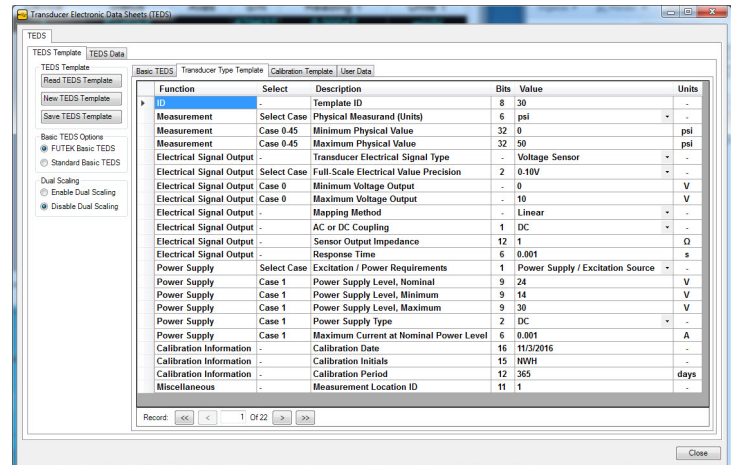 Transducer Electronic Data Sheets (TEDS)
TEDS
TEDS Template TEDS Data
TEDS Template
Read TEDS Template
New TEDS Template
Save TEDS Template
Basic TEDS Options
FUTEK Basic TEDS
Standard Basic TEDS
Dual Scaling
Enable Dual Scaling
Disable Dual Scaling
Basic TEDS Transducer Type Template Calibration Template User Data
Function Select Description Bits Value Units
ID - Template ID 8 30 -
Measurement Select Case Physical Measurand (Units) 6 psi -
Measurement Case 0-45 Minimum Physical Value 32 0 psi
Measurement Case 0-45 Maximum Physical Value 32 50 psi
Electrical Signal Output - Transducer Electrical Signal Type - Voltage Sensor -
Electrical Signal Output Select Case Full-Scale Electrical Value Precision 2 0-10V -
Electrical Signal Output Case 0 Minimum Voltage Output - 0 V
Electrical Signal Output Case 0 Maximum Voltage Output - 10 V
Electrical Signal Output - Mapping Method - Linear -
Electrical Signal Output - AC or DC Coupling 1 DC -
Electrical Signal Output - Sensor Output Impedance 12 1 Ω
Electrical Signal Output - Response Time 6 0.001 s
Power Supply Select Case Excitation / Power Requirements 1 Power Supply / Excitation Source -
Power Supply Case 1 Power Supply Level, Nominal 9 24 V
Power Supply Case 1 Power Supply Level, Minimum 9 14 V
Power Supply Case 1 Power Supply Level, Maximum 9 30 V
Power Supply Case 1 Power Supply Type 2 DC -
Power Supply Case 1 Maximum Current at Nominal Power Level 6 0.001 A
Calibration Information - Calibration Date 16 11/3/2016 -
Calibration Information - Calibration Initials 15 NWH -
Calibration Information - Calibration Period 12 365 days
Miscellaneous - Measurement Location ID 11 1 -
Record: << < 1 Of 22 > >>
Close